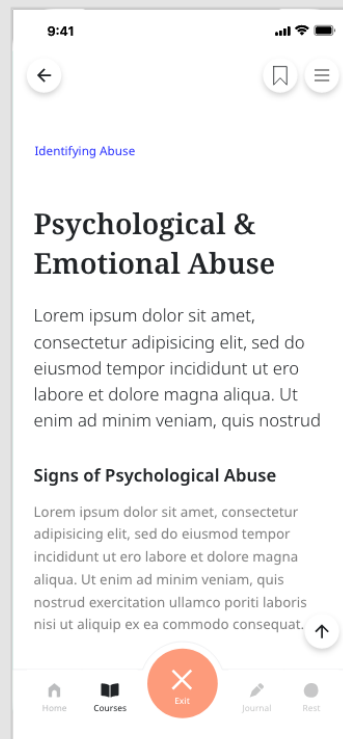 9:41
Identifying Abuse
Psychological &
Emotional Abuse
Lorem ipsum dolor sit amet,
consectetur adipisicing elit, sed do
eiusmod tempor incididunt ut ero
labore et dolore magna aliqua. Ut
enim ad minim veniam, quis nostrud
Signs of Psychological Abuse
Lorem ipsum dolor sit amet, consectetur
adipisicing elit, sed do eiusmod tempor
incididunt ut ero labore et dolore magna
aliqua. Ut enim ad minim veniam, quis
nostrud exercitation ullamco poriti laboris
nisi ut aliquip ex ea commodo consequat.
Home Courses Exit Journal Rest